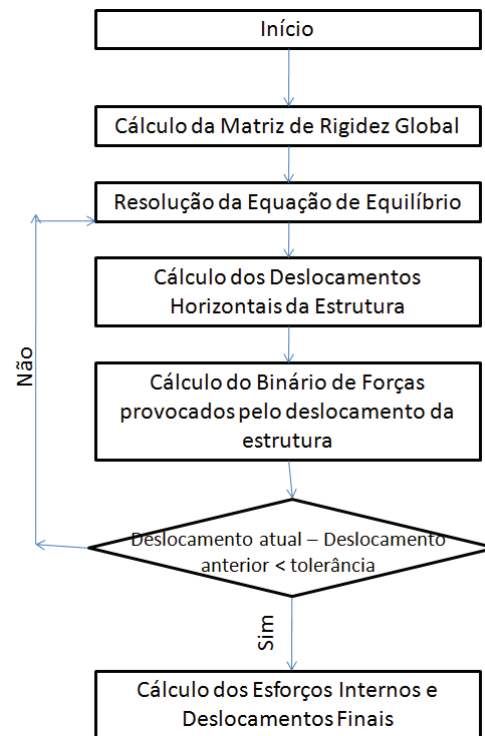 Início
Cálculo da Matriz de Rigidez Global
Resolução da Equação de Equilíbrio
Cálculo dos Deslocamentos
Horizontais da Estrutura
Cálculo do Binário de Forças
provocados pelo deslocamento da
estrutura
Não
Deslocamento atual – Deslocamento
anterior < tolerância
Sim
Cálculo dos Esforços Internos e
Deslocamentos Finais